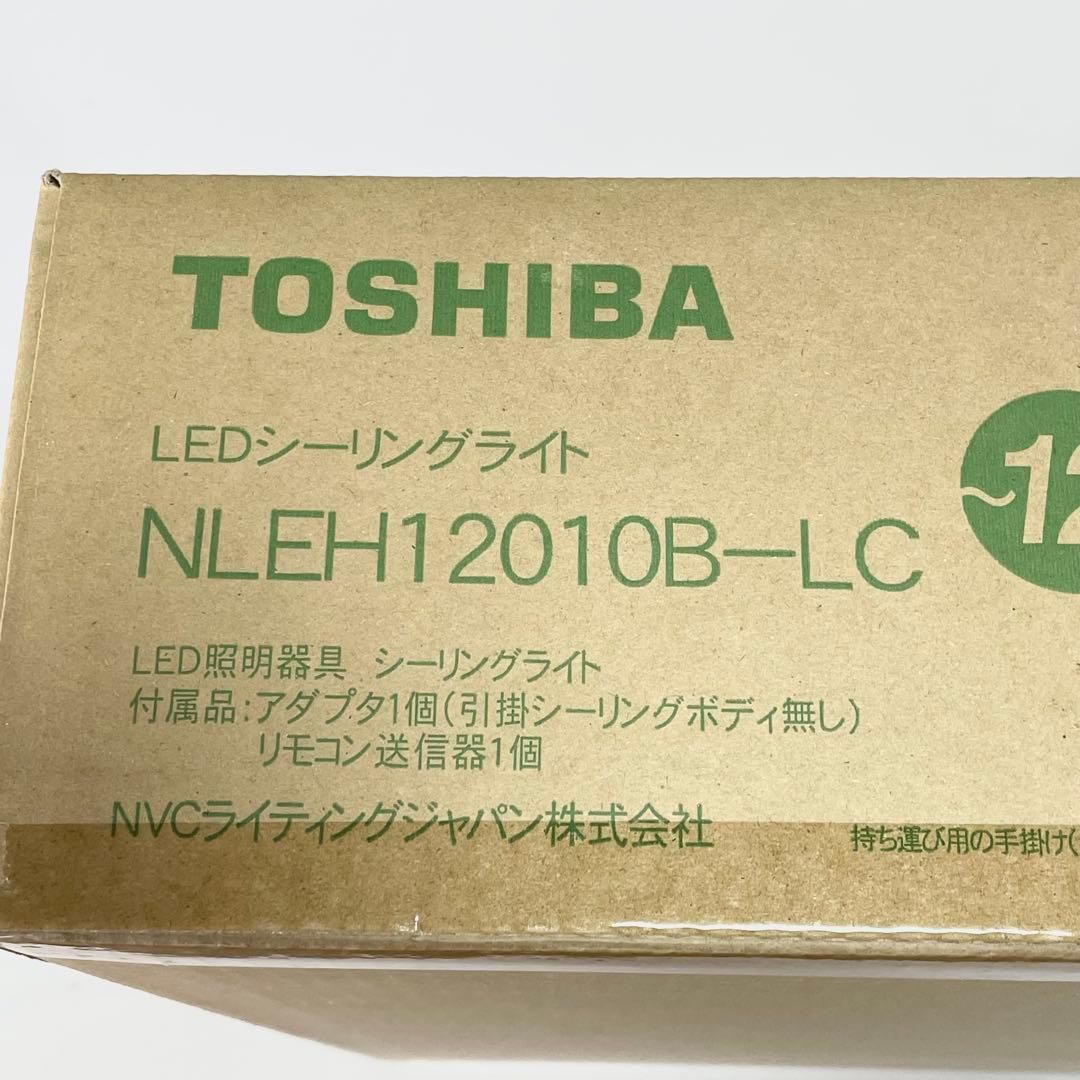 TOSHIBA
LEDシーリングライト
NLEH12010B-LC
～12
LED照明器具 シーリングライト
付属品:アダプタ1個(引掛シーリングボディ無し)
リモコン送信器1個
NVCライティングジャパン株式会社
持ち運び用の手掛け(